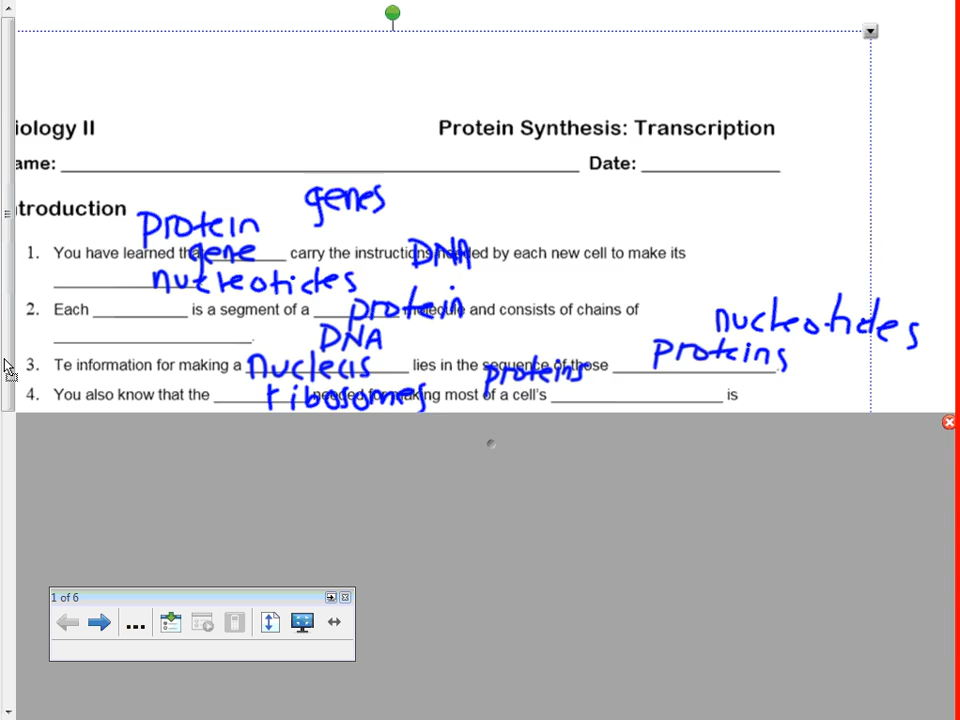 iology II Protein Synthesis: Transcription
ame: Date:
genes
ntroduction
protein
1. You have learned that gene carry the instructions DNA needed by each new cell to make its
nucleotides
2. Each is a segment of a protein molecule and consists of chains of
nucleotides
DNA
proteins
3. Te information for making a nucleus lies in the sequence of those .
proteins
4. You also know that the ribosomes needed for making most of a cell's is
1 of 6